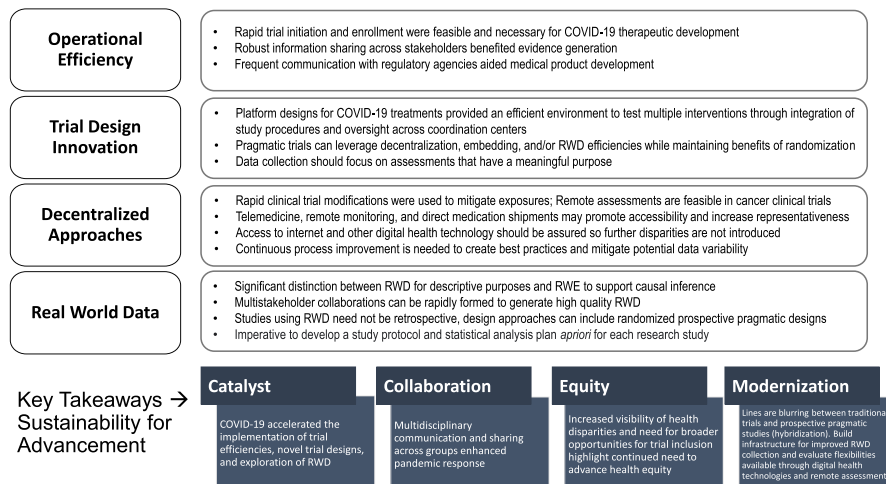 Operational
Efficiency
• Rapid trial initiation and enrollment were feasible and necessary for COVID-19 therapeutic development
• Robust information sharing across stakeholders benefited evidence generation
• Frequent communication with regulatory agencies aided medical product development
Trial Design
Innovation
• Platform designs for COVID-19 treatments provided an efficient environment to test multiple interventions through integration of
study procedures and oversight across coordination centers
• Pragmatic trials can leverage decentralization, embedding, and/or RWD efficiencies while maintaining benefits of randomization
• Data collection should focus on assessments that have a meaningful purpose
Decentralized
Approaches
• Rapid clinical trial modifications were used to mitigate exposures; Remote assessments are feasible in cancer clinical trials
• Telemedicine, remote monitoring, and direct medication shipments may promote accessibility and increase representativeness
• Access to internet and other digital health technology should be assured so further disparities are not introduced
• Continuous process improvement is needed to create best practices and mitigate potential data variability
Real World Data
• Significant distinction between RWD for descriptive purposes and RWE to support causal inference
• Multistakeholder collaborations can be rapidly formed to generate high quality RWD
• Studies using RWD need not be retrospective, design approaches can include randomized prospective pragmatic designs
• Imperative to develop a study protocol and statistical analysis plan apriori for each research study
Key Takeaways →
Sustainability for
Advancement
Catalyst
COVID-19 accelerated the
implementation of trial
efficiencies, novel trial designs,
and exploration of RWD
Collaboration
Multidisciplinary
communication and sharing
across groups enhanced
pandemic response
Equity
Increased visibility of health
disparities and need for broader
opportunities for trial inclusion
highlight continued need to
advance health equity
Modernization
Lines are blurring between traditiona
trials and prospective pragmatic
studies (hybridization). Build
infrastructure for improved RWD
collection and evaluate flexibilities
available through digital health
technologies and remote assessment